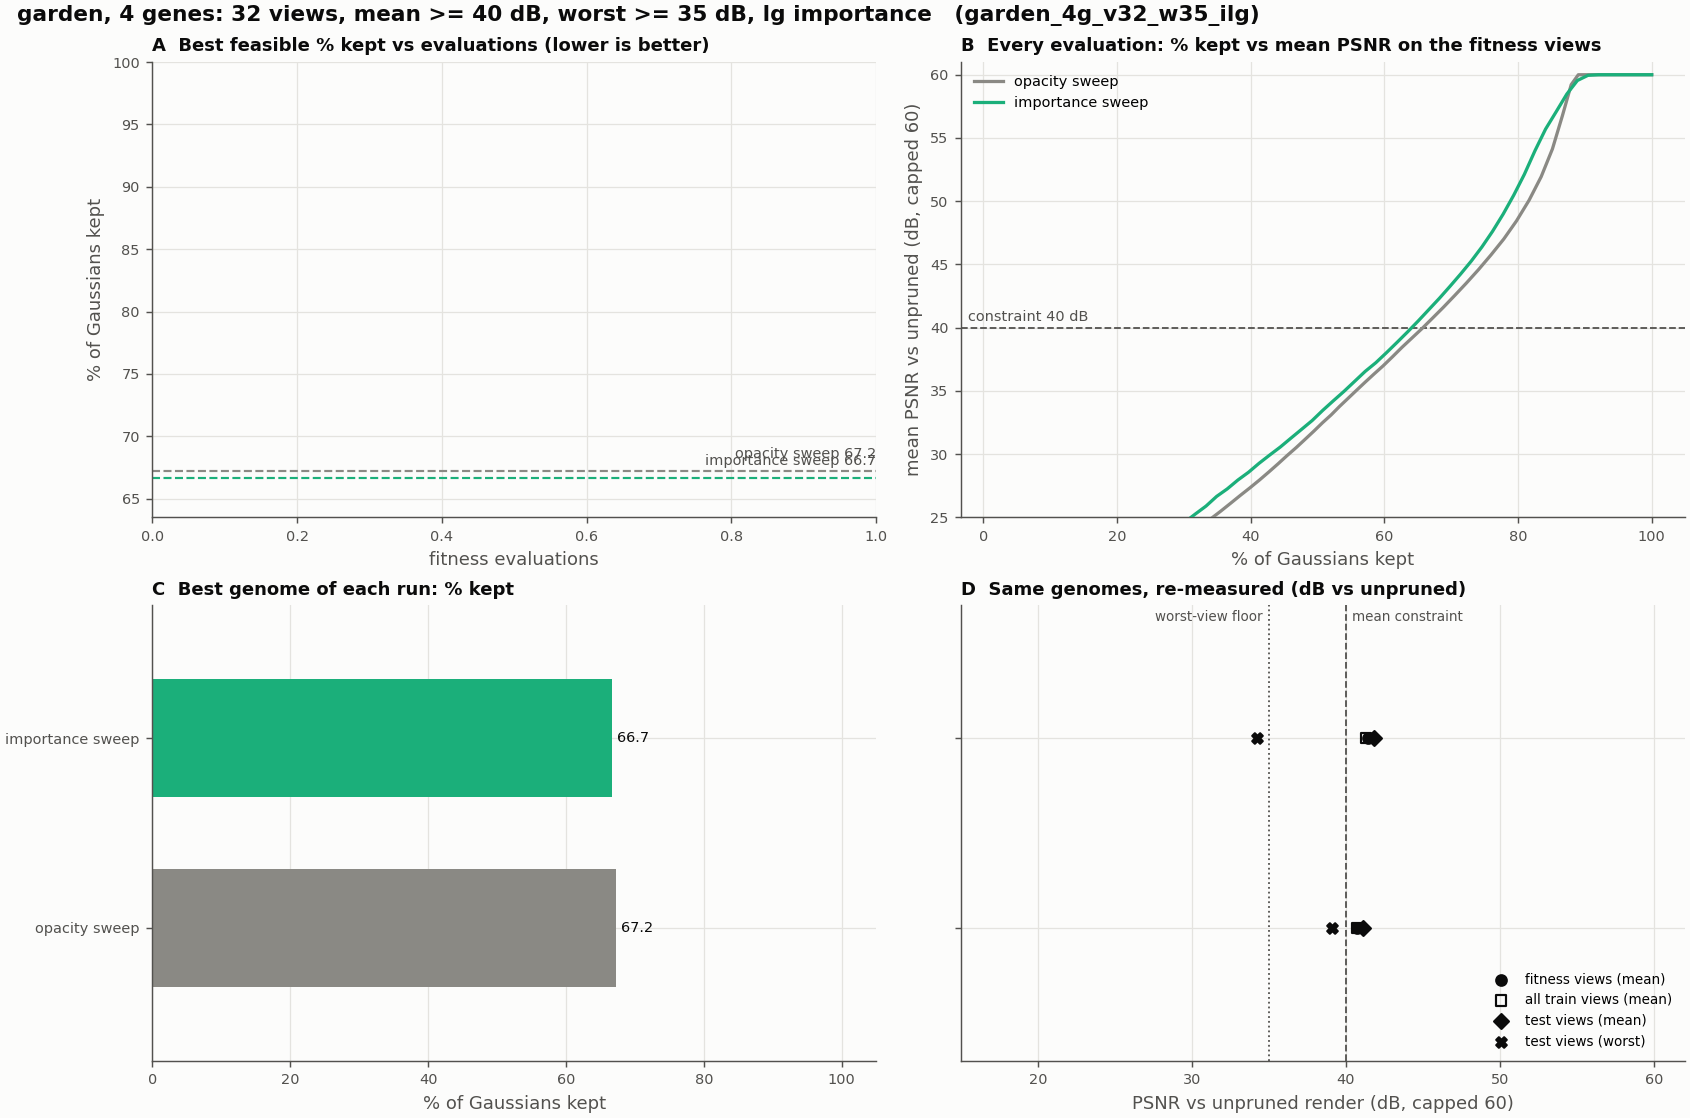 garden, 4 genes: 32 views, mean >= 40 dB, worst >= 35 dB, lg importance   (garden_4g_v32_w35_ilg)
A  Best feasible % kept vs evaluations (lower is better)
100
95
90
85
80
75
70
65
% of Gaussians kept
opacity sweep 67.2
importance sweep 66.7
0.0
0.2
0.4
0.6
0.8
1.0
fitness evaluations
B  Every evaluation: % kept vs mean PSNR on the fitness views
opacity sweep
importance sweep
60
55
50
45
40
35
30
25
mean PSNR vs unpruned (dB, capped 60)
constraint 40 dB
0
20
40
60
80
100
% of Gaussians kept
C  Best genome of each run: % kept
importance sweep
66.7
opacity sweep
67.2
0
20
40
60
80
100
% of Gaussians kept
D  Same genomes, re-measured (dB vs unpruned)
worst-view floor
mean constraint
fitness views (mean)
all train views (mean)
test views (mean)
test views (worst)
20
30
40
50
60
PSNR vs unpruned render (dB, capped 60)